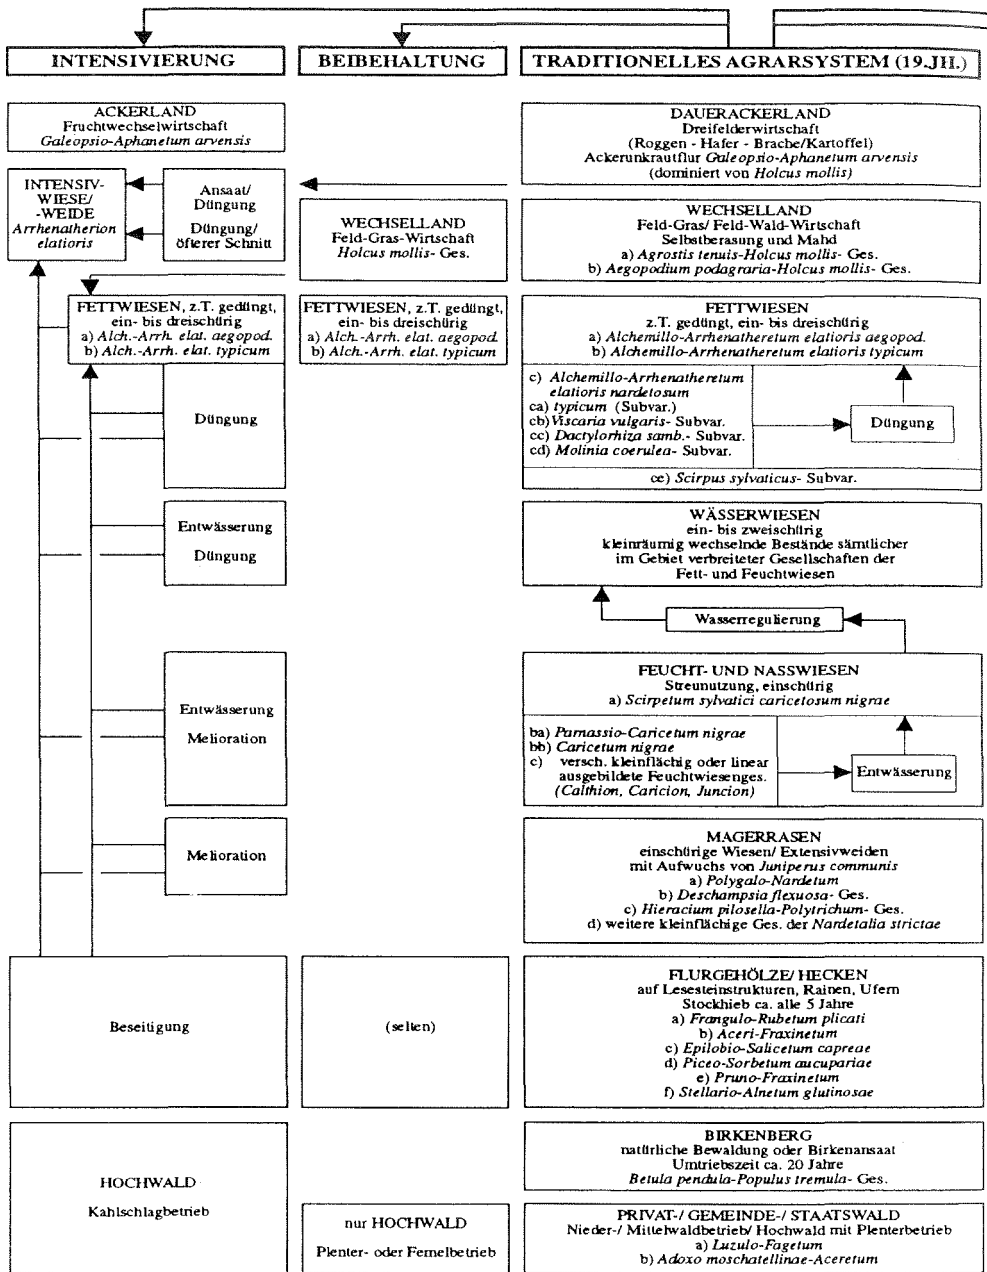 INTENSIVIERUNG
BEIBEHALTUNG
TRADITIONELLES AGRARSYSTEM (19.JH.)
ACKERLAND
Fruchtwechselwirtschaft
Galeopsio-Aphanetum arvensis
DAUERACKERLAND
Dreifelderwirtschaft
(Roggen - Hafer - Brache/Kartoffel)
Ackerunkrautflur Galeopsio-Aphanetum arvensis
(dominiert von Holcus mollis)
INTENSIV-
WIESE/
-WEIDE
Arrhenatherion
elatioris
Ansaat/
Düngung
Düngung/
öfterer Schnitt
WECHSELLAND
Feld-Gras-Wirtschaft
Holcus mollis- Ges.
WECHSELLAND
Feld-Gras/ Feld-Wald-Wirtschaft
Selbstberasung und Mahd
a) Agrostis tenuis-Holcus mollis- Ges.
b) Aegopodium podagraria-Holcus mollis- Ges.
FETTWIESEN, z.T. gedüngt,
ein- bis dreischürig
a) Alch.-Arrh. elat. aegopod.
b) Alch.-Arrh. elat. typicum
FETTWIESEN, z.T. gedüngt,
ein- bis dreischürig
a) Alch.-Arrh. elat. aegopod.
b) Alch.-Arrh. elat. typicum
FETTWIESEN
z.T. gedüngt, ein- bis dreischürig
a) Alchemillo-Arrhenatheretum elatioris aegopod.
b) Alchemillo-Arrhenatheretum elatioris typicum
Düngung
c) Alchemillo-Arrhenatheretum
elatioris nardetosum
ca) typicum (Subvar.)
cb) Viscaria vulgaris- Subvar.
cc) Dactylorhiza samb.- Subvar.
cd) Molinia coerulea- Subvar.
Düngung
ce) Scirpus sylvaticus- Subvar.
Entwässerung
Düngung
WÄSSERWIESEN
ein- bis zweischürig
kleinräumig wechselnde Bestände sämtlicher
im Gebiet verbreiteter Gesellschaften der
Fett- und Feuchtwiesen
Wasserregulierung
Entwässerung
Melioration
FEUCHT- UND NASSWIESEN
Streunutzung, einschürig
a) Scirpetum sylvatici caricetosum nigrae
ba) Parnassio-Caricetum nigrae
bb) Caricetum nigrae
c) versch. kleinflächig oder linear
ausgebildete Feuchtwiesenges.
(Calthion, Caricion, Juncion)
Entwässerung
Melioration
MAGERRASEN
einschürige Wiesen/ Extensivweiden
mit Aufwuchs von Juniperus communis
a) Polygalo-Nardetum
b) Deschampsia flexuosa- Ges.
c) Hieracium pilosella-Polytrichum- Ges.
d) weitere kleinflächige Ges. der Nardetalia strictae
Beseitigung
(selten)
FLURGEHÖLZE/ HECKEN
auf Lesesteinstrukturen, Rainen, Ufern
Stockhieb ca. alle 5 Jahre
a) Frangulo-Rubetum plicati
b) Aceri-Fraxinetum
c) Epilobio-Salicetum capreae
d) Piceo-Sorbetum aucupariae
e) Pruno-Fraxinetum
f) Stellario-Alnetum glutinosae
HOCHWALD
Kahlschlagbetrieb
BIRKENBERG
natürliche Bewaldung oder Birkenansaat
Umtriebszeit ca. 20 Jahre
Betula pendula-Populus tremula- Ges.
nur HOCHWALD
Plenter- oder Femelbetrieb
PRIVAT-/ GEMEINDE-/ STAATSWALD
Nieder-/ Mittelwaldbetrieb/ Hochwald mit Plenterbetrieb
a) Luzulo-Fagetum
b) Adoxo moschatellinae-Aceretum